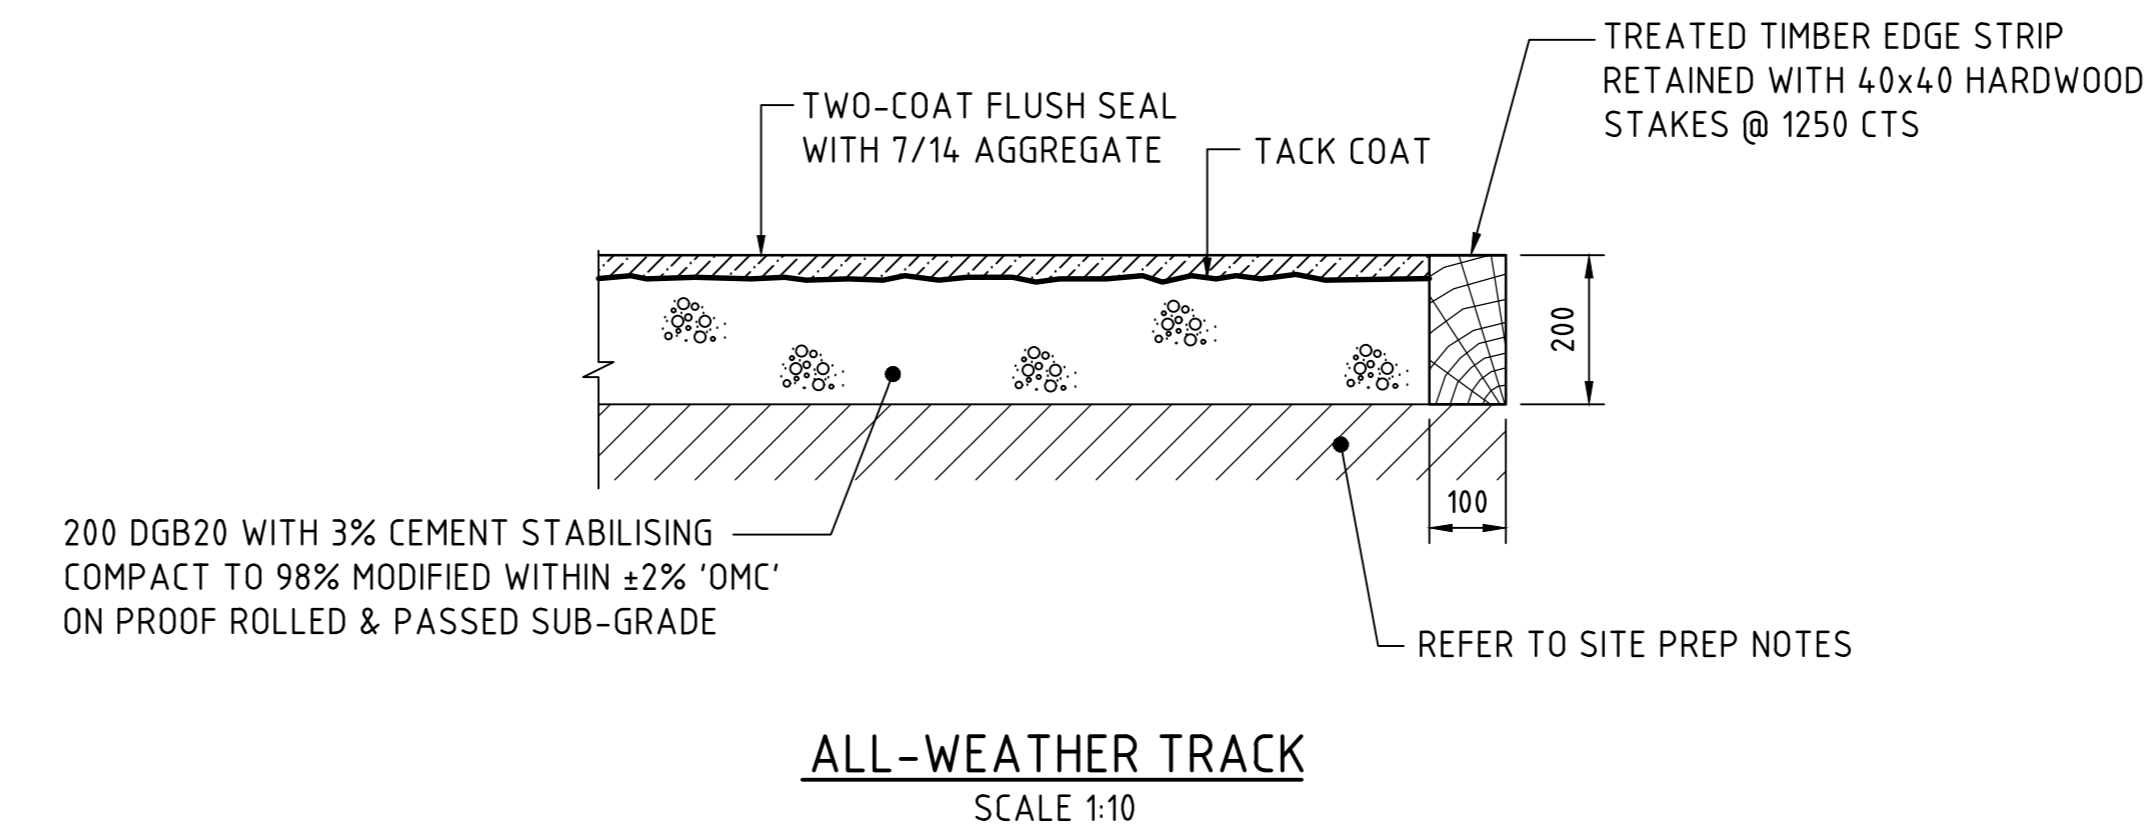 TREATED TIMBER EDGE STRIP
RETAINED WITH 40x40 HARDWOOD
STAKES @ 1250 CTS
TWO-COAT FLUSH SEAL
WITH 7/14 AGGREGATE
TACK COAT
200
100
200 DGB20 WITH 3% CEMENT STABILISING
COMPACT TO 98% MODIFIED WITHIN ±2% 'OMC'
ON PROOF ROLLED & PASSED SUB-GRADE
REFER TO SITE PREP NOTES
ALL-WEATHER TRACK
SCALE 1:10